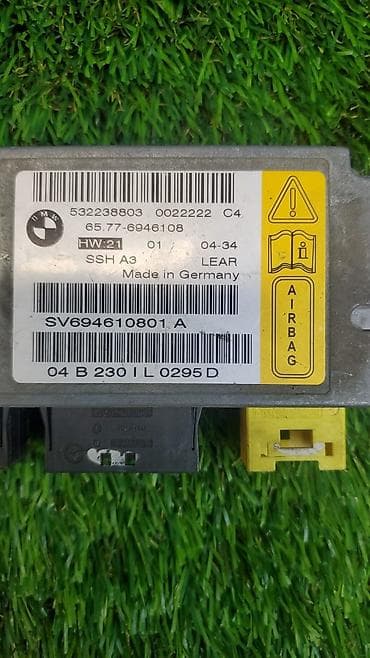 BMW
532238803 0022222 C4
65.77-6946108
HW:21 01 04-34
SSH A3 LEAR
Made in Germany
SV694610801 A
04 B 230 I L 0295 D
AIRBAG